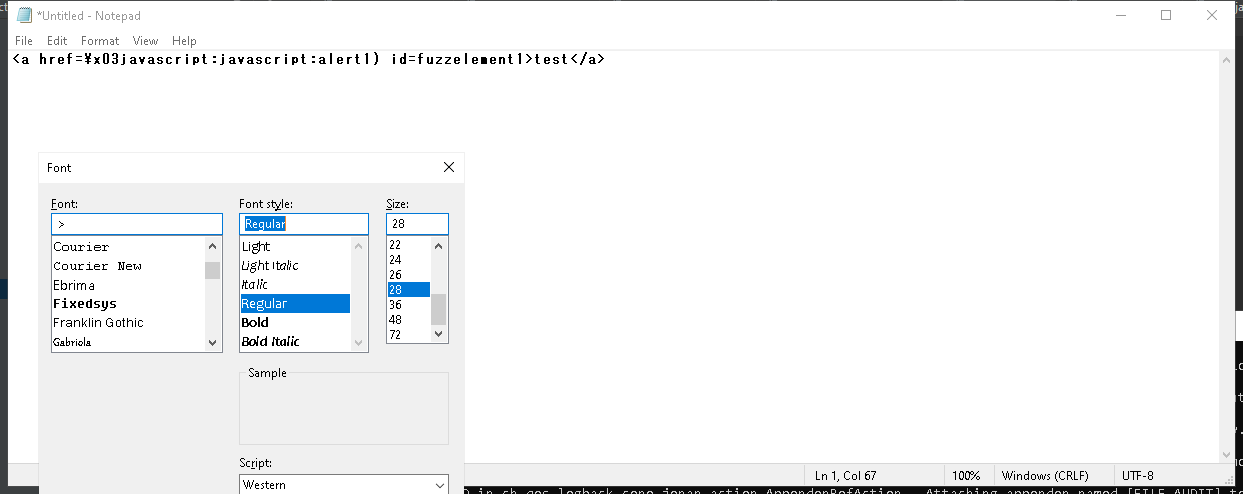 *Untitled - Notepad
File Edit Format View Help
<a href=¥x03javascript:javascript:alert1) id=fuzzelement1>test</a>
Font
Font: Font style: Size:
> Regular 28
Courier Light 22
Courier New Light Italic 24
Ebrima Italic 26
Fixedsys Regular 28
Franklin Gothic Bold 36
Gabriola Bold Italic 48
72
Sample
Script:
Western
Ln 1, Col 67 100% Windows (CRLF) UTF-8